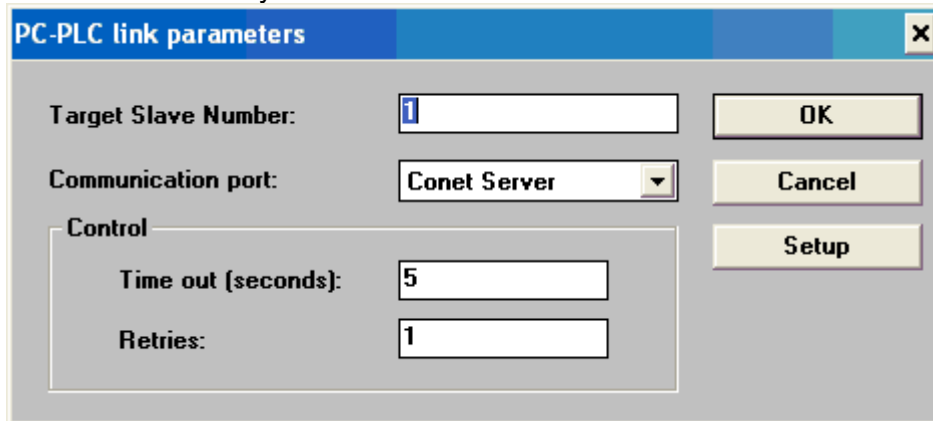 PC-PLC link parameters
Target Slave Number: 1 OK
Communication port: Conet Server Cancel
Control
Setup
Time out (seconds): 5
Retries: 1